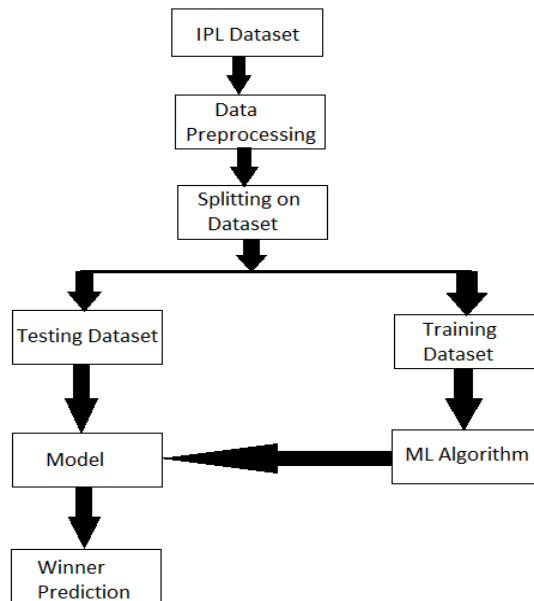 IPL Dataset
Data
Preprocessing
Splitting on
Dataset
Testing Dataset
Training
Dataset
Model
ML Algorithm
Winner
Prediction